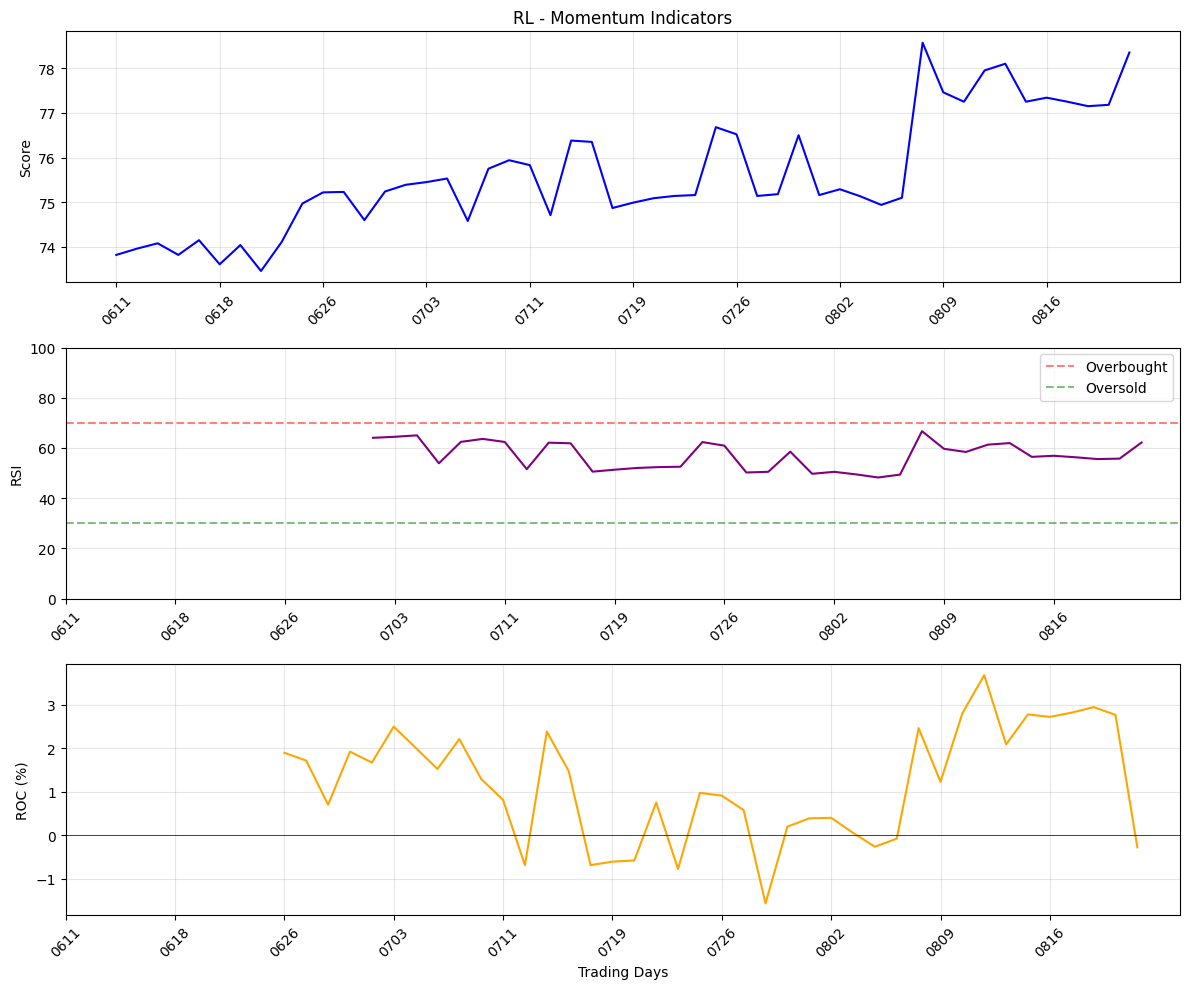 RL - Momentum Indicators
Score
78
77
76
75
74
0611 0618 0626 0703 0711 0719 0726 0802 0809 0816
RSI
100
80
60
40
20
0
Overbought
Oversold
0611 0618 0626 0703 0711 0719 0726 0802 0809 0816
ROC (%)
3
2
1
0
−1
0611 0618 0626 0703 0711 0719 0726 0802 0809 0816
Trading Days